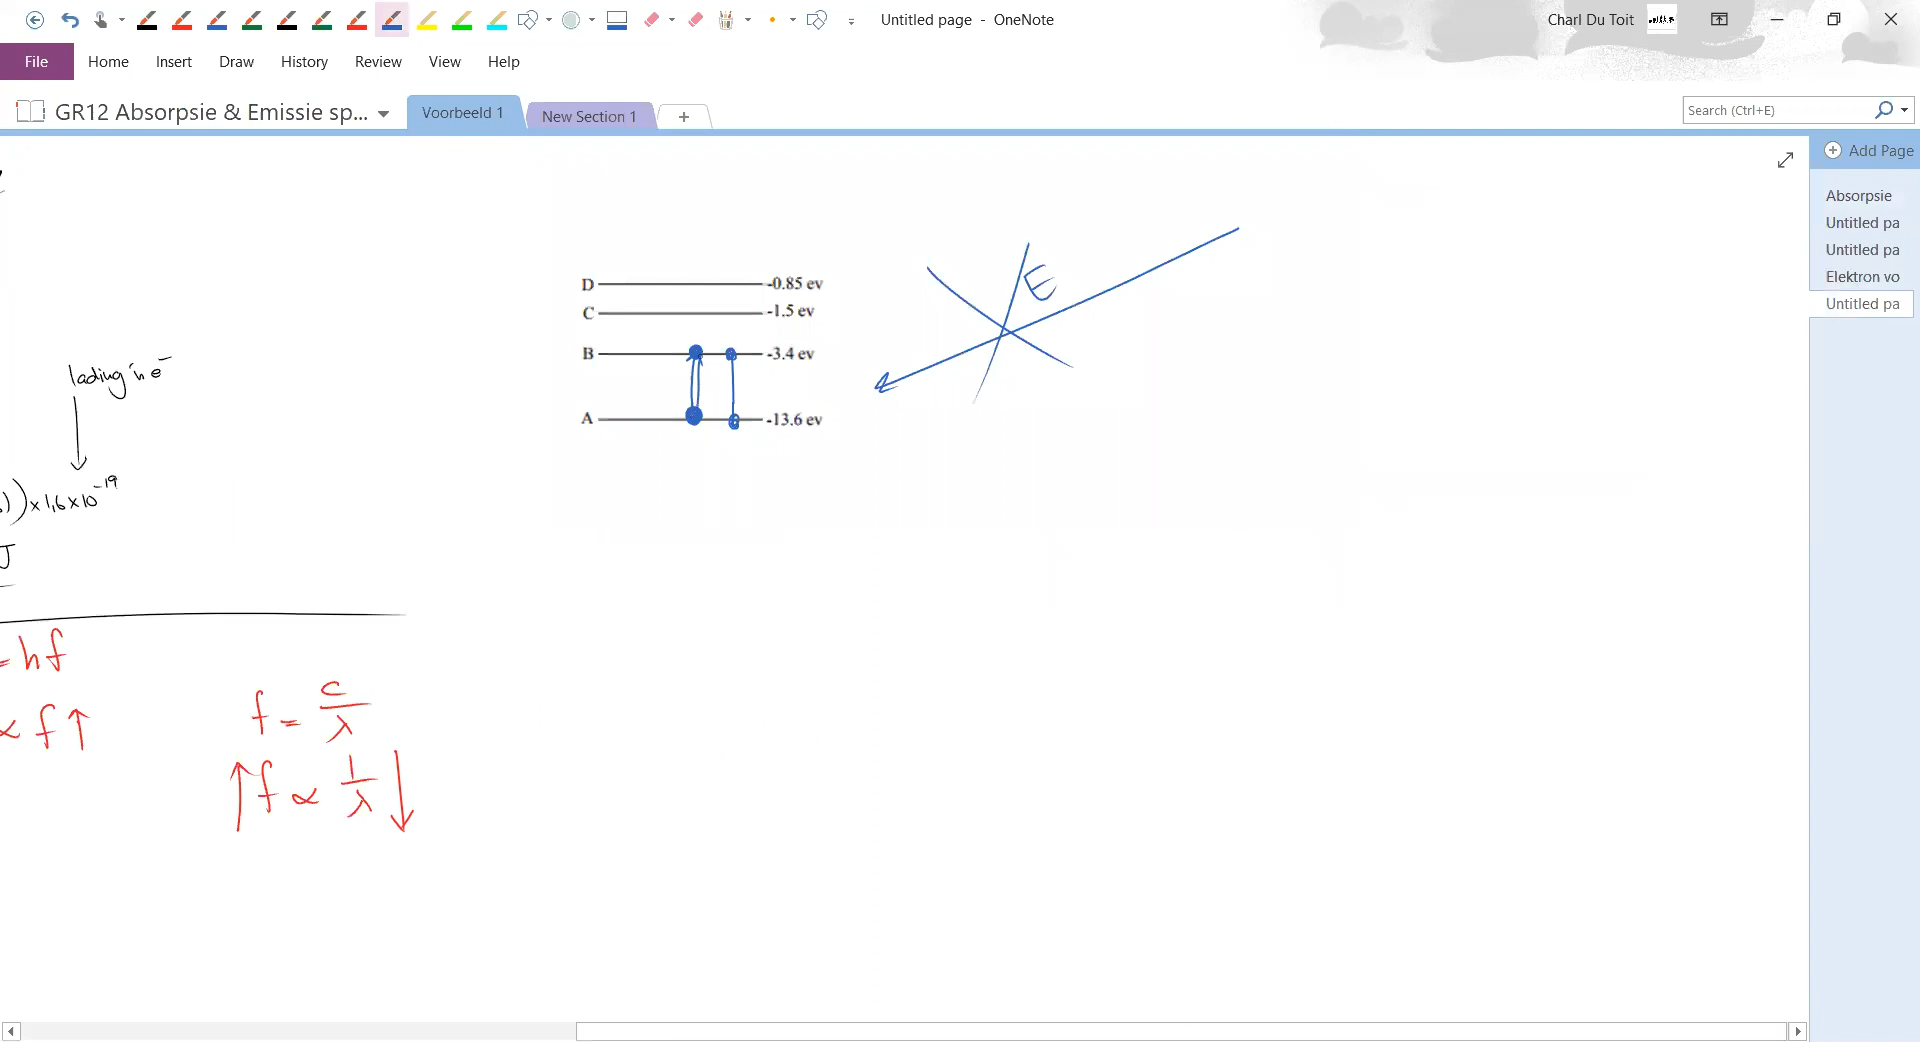 Untitled page - OneNote
Charl Du Toit
File Home Insert Draw History Review View Help
GR12 Absorpsie & Emissie sp...
Voorbeeld 1
New Section 1
+
Search (Ctrl+E)
Add Page
Absorpsie
Untitled pa
Untitled pa
Elektron vo
Untitled pa
D -0.85 ev
C -1.5 ev
B -3.4 ev
A -13.6 ev
E
lading 'n e⁻
))×1,6×10⁻¹⁹
J
= hf
∝ f↑
f = c/λ
↑f ∝ 1/λ↓